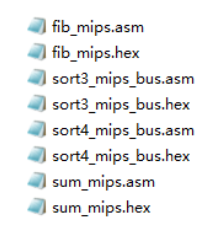 fib_mips.asm
fib_mips.hex
sort3_mips_bus.asm
sort3_mips_bus.hex
sort4_mips_bus.asm
sort4_mips_bus.hex
sum_mips.asm
sum_mips.hex